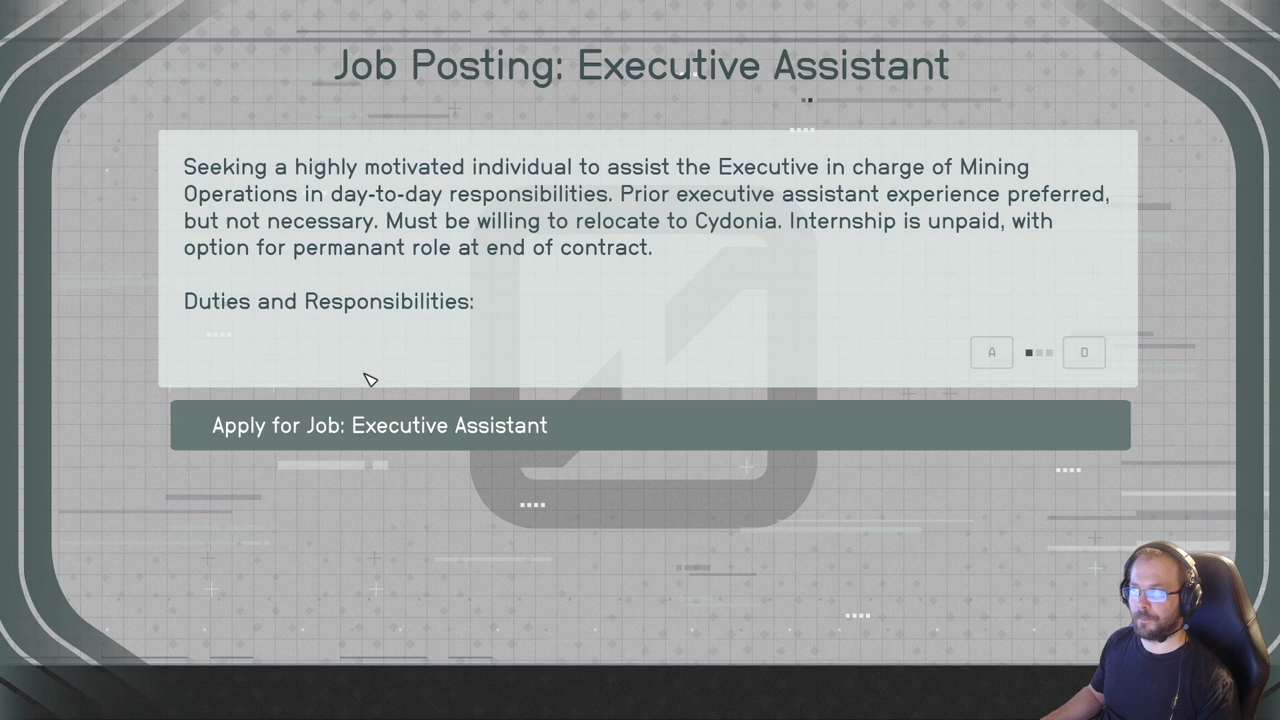 Job Posting: Executive Assistant
Seeking a highly motivated individual to assist the Executive in charge of Mining
Operations in day-to-day responsibilities. Prior executive assistant experience preferred,
but not necessary. Must be willing to relocate to Cydonia. Internship is unpaid, with
option for permanant role at end of contract.
Duties and Responsibilities:
A D
Apply for Job: Executive Assistant